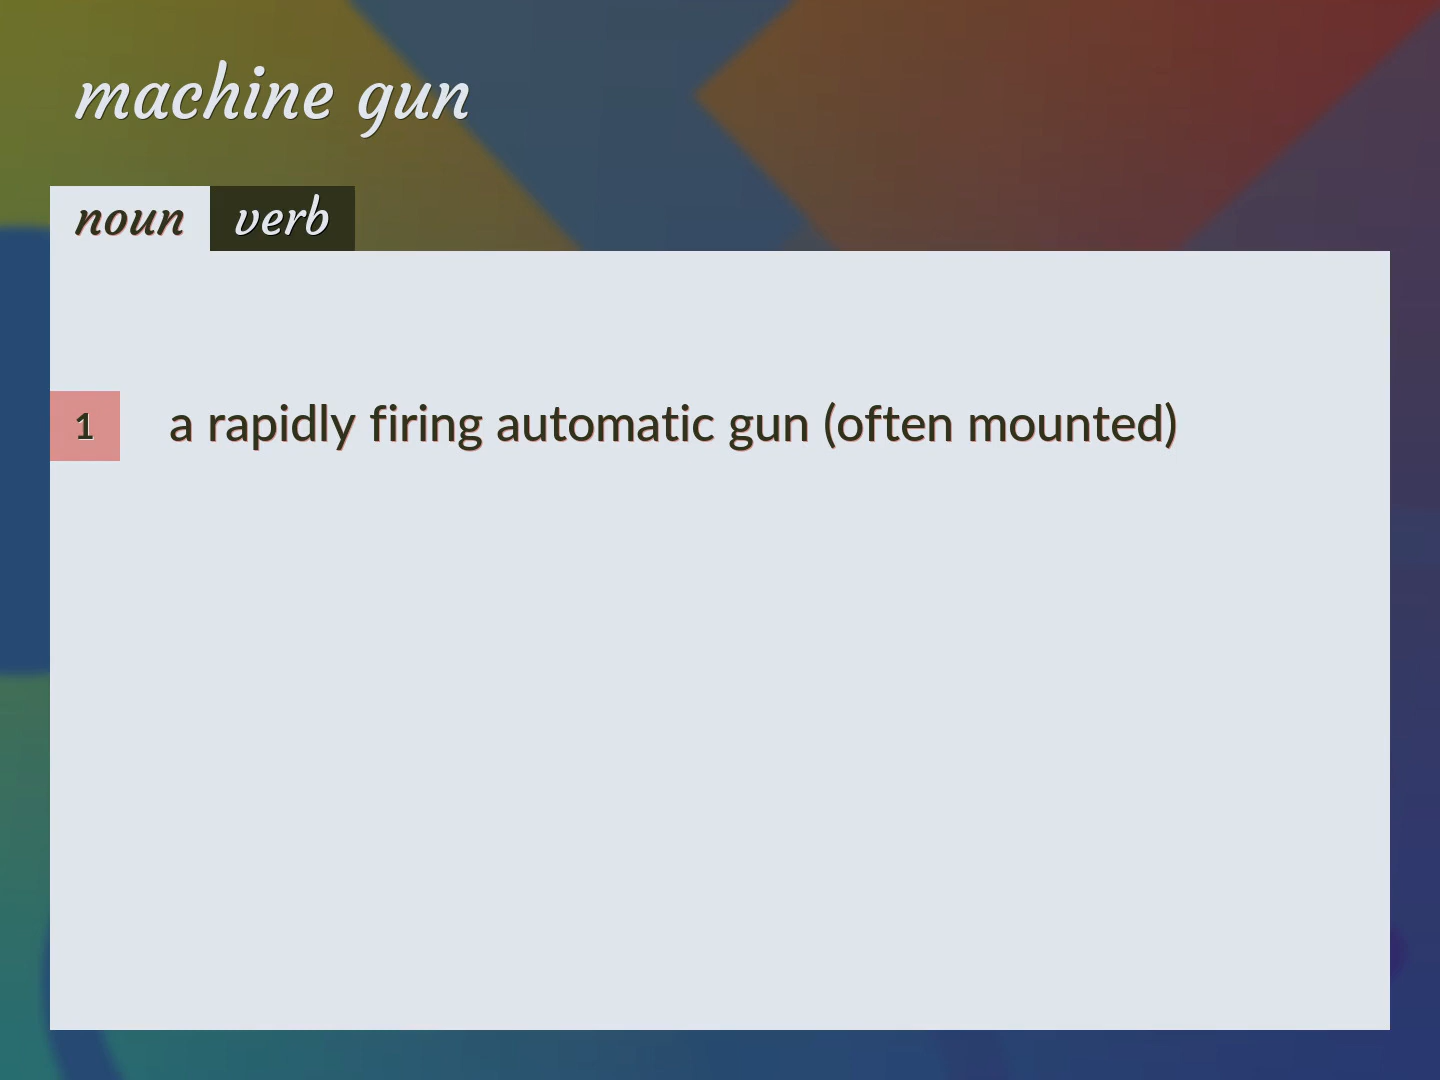 machine gun
noun verb
1 a rapidly firing automatic gun (often mounted)